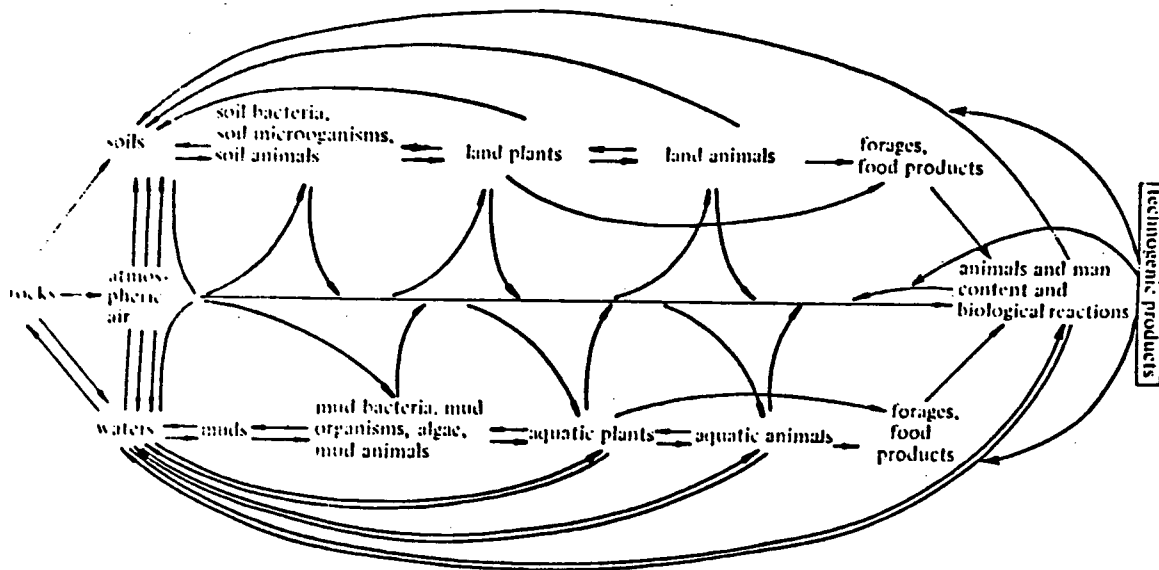 soil bacteria,
soils
soil microoganisms,
soil animals
land plants
land animals
forages,
food products
rocks
atmos-
pheric
air
animals and man
content and
biological reactions
technogenic products
waters
muds
mud bacteria, mud
organisms, algae,
mud animals
aquatic plants
aquatic animals
forages,
food
products